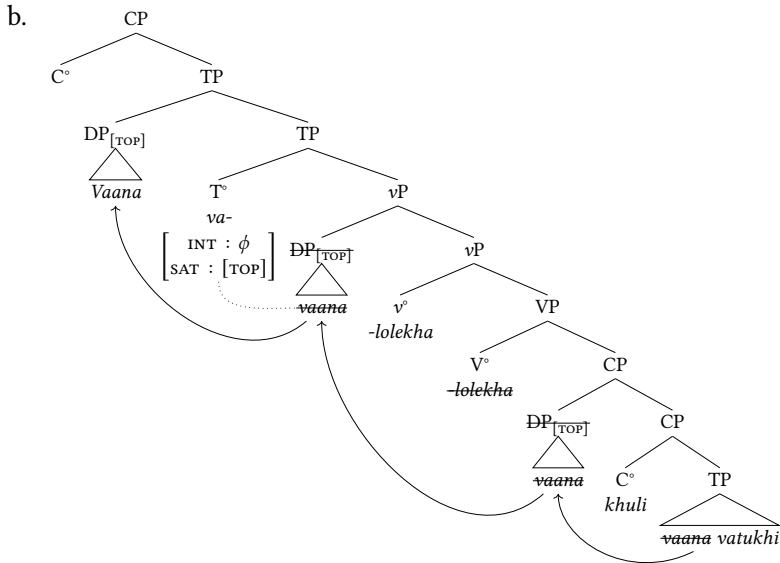 b.
CP
C° TP
DP[TOP] TP
Vaana T° vP
va-
[INT : ϕ
SAT : [TOP]]
DP[TOP] vP
vaana v° VP
-lolekha
V° CP
-lolekha
DP[TOP] CP
vaana C° TP
khuli
vaana vatukhi